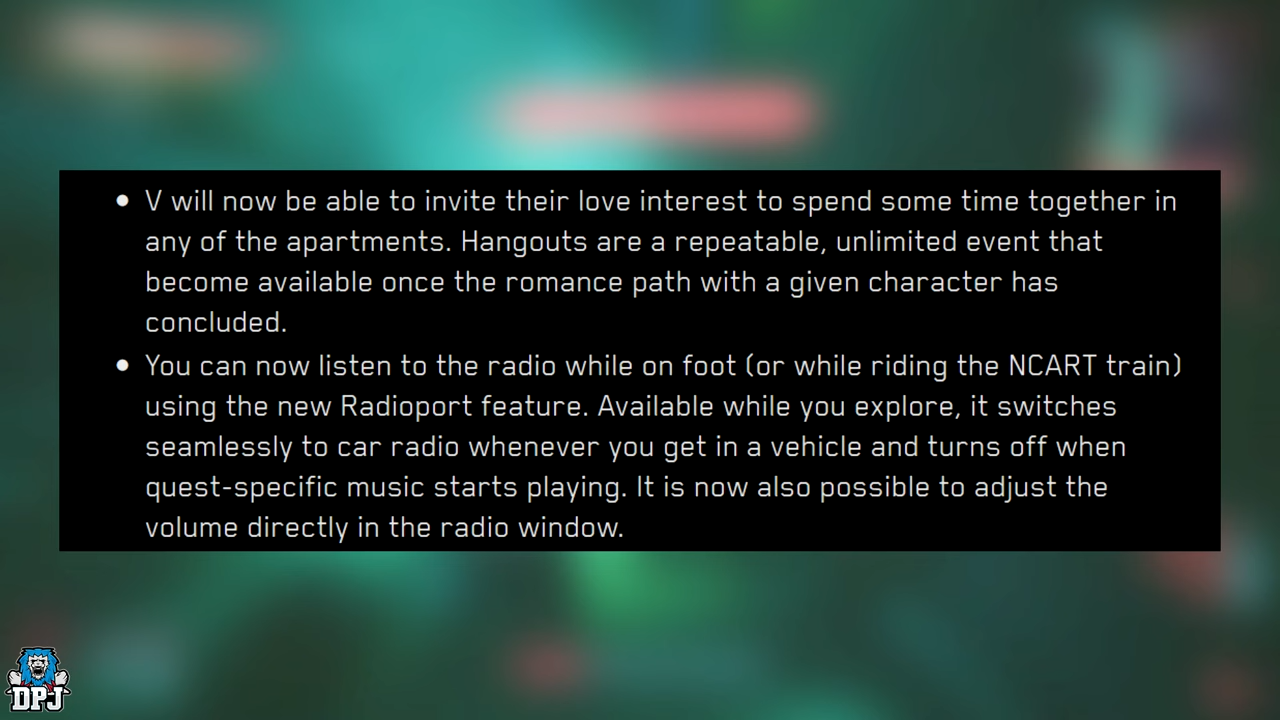 • V will now be able to invite their love interest to spend some time together in
any of the apartments. Hangouts are a repeatable, unlimited event that
become available once the romance path with a given character has
concluded.
• You can now listen to the radio while on foot (or while riding the NCART train)
using the new Radioport feature. Available while you explore, it switches
seamlessly to car radio whenever you get in a vehicle and turns off when
quest-specific music starts playing. It is now also possible to adjust the
volume directly in the radio window.
DPJ